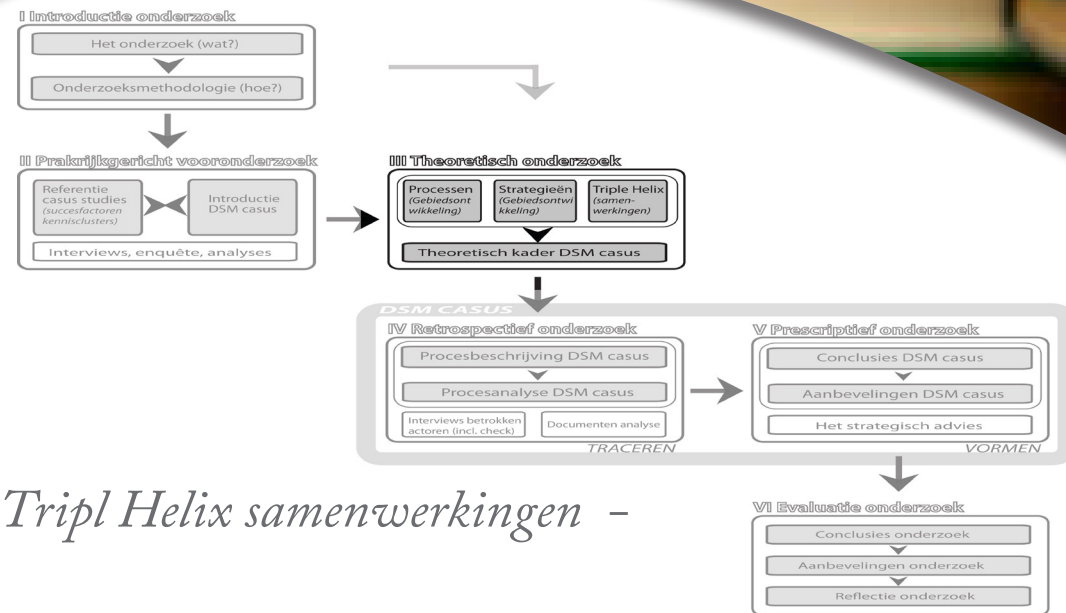 I Introductie onderzoek
Het onderzoek (wat?)
Onderzoeksmethodologie (hoe?)
II Prakrijkgericht vooronderzoek
Referentie
casus studies
(succesfactoren
kennisclusters)
Introductie
DSM casus
Interviews, enquête, analyses
III Theoretisch onderzoek
Processen
(Gebiedsont
wikkeling)
Strategieën
(Gebiedsontwi
kkeling)
Triple Helix
(samen-
werkingen)
Theoretisch kader DSM casus
DSM CASUS
IV Retrospectief onderzoek
Procesbeschrijving DSM casus
Procesanalyse DSM casus
Interviews betrokken
actoren (incl. check)
Documenten analyse
TRACEREN
V Prescriptief onderzoek
Conclusies DSM casus
Aanbevelingen DSM casus
Het strategisch advies
VORMEN
Tripl Helix samenwerkingen -
VI Evaluatie onderzoek
Conclusies onderzoek
Aanbevelingen onderzoek
Reflectie onderzoek